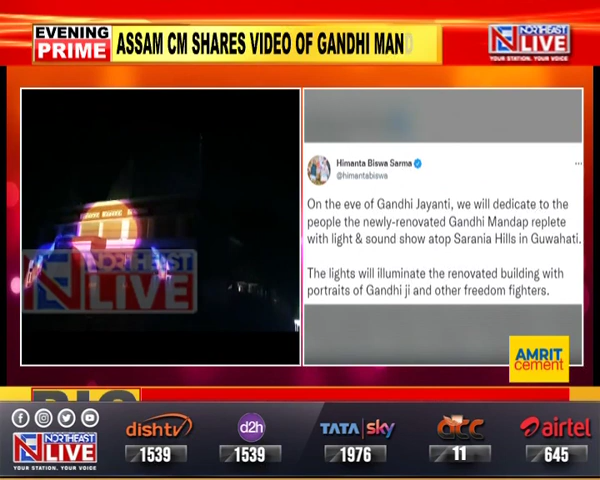 EVENING
PRIME
ASSAM CM SHARES VIDEO OF GANDHI MAND
NORTHEAST
LIVE
YOUR STATION. YOUR VOICE
Himanta Biswa Sarma
@himantabiswa
On the eve of Gandhi Jayanti, we will dedicate to the
people the newly-renovated Gandhi Mandap replete
with light & sound show atop Sarania Hills in Guwahati.
The lights will illuminate the renovated building with
portraits of Gandhi ji and other freedom fighters.
NORTHEAST
LIVE
AMRIT
cement
NORTHEAST
LIVE
YOUR STATION. YOUR VOICE
dishtv
1539
d2h
1539
TATA sky
1976
acc
11
airtel
645